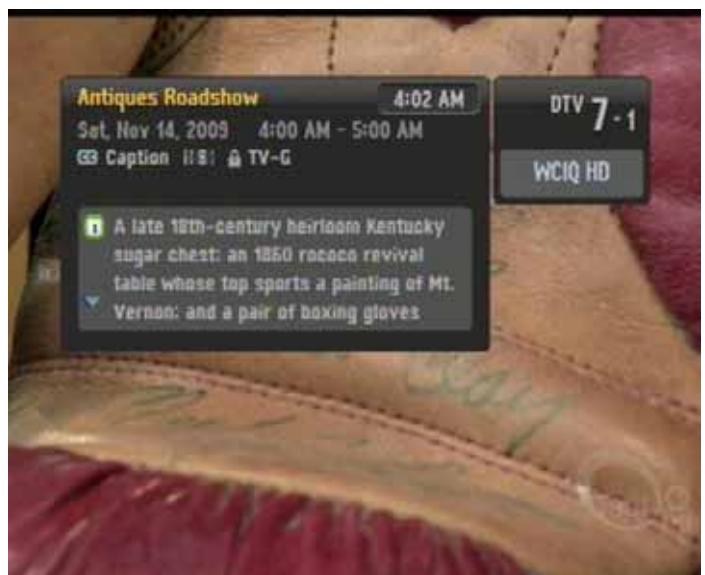 Antiques Roadshow 4:02 AM
Sat, Nov 14, 2009 4:00 AM - 5:00 AM
CC Caption TV-G
DTV 7-1
WCIQ HD
1 A late 18th-century heirloom Kentucky
sugar chest; an 1860 rococo revival
table whose top sports a painting of Mt.
Vernon; and a pair of boxing gloves